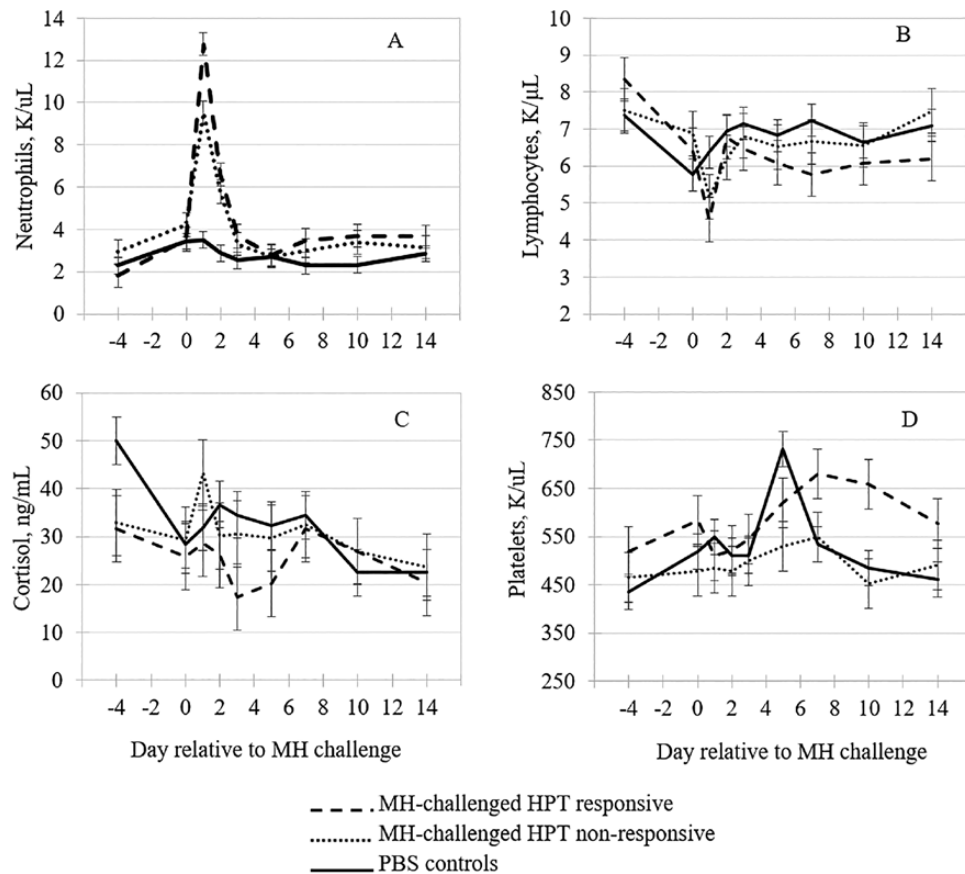 14
12
10
8
6
4
2
0
Neutrophils, K/uL
A
-4 -2 0 2 4 6 8 10 12 14
10
9
8
7
6
5
4
3
2
Lymphocytes, K/μL
B
-4 -2 0 2 4 6 8 10 12 14
60
50
40
30
20
10
0
Cortisol, ng/mL
C
-4 -2 0 2 4 6 8 10 12 14
Day relative to MH challenge
750
650
550
450
350
250
Platelets, K/uL
D
-4 -2 0 2 4 6 8 10 12 14
Day relative to MH challenge
MH-challenged HPT responsive
MH-challenged HPT non-responsive
PBS controls